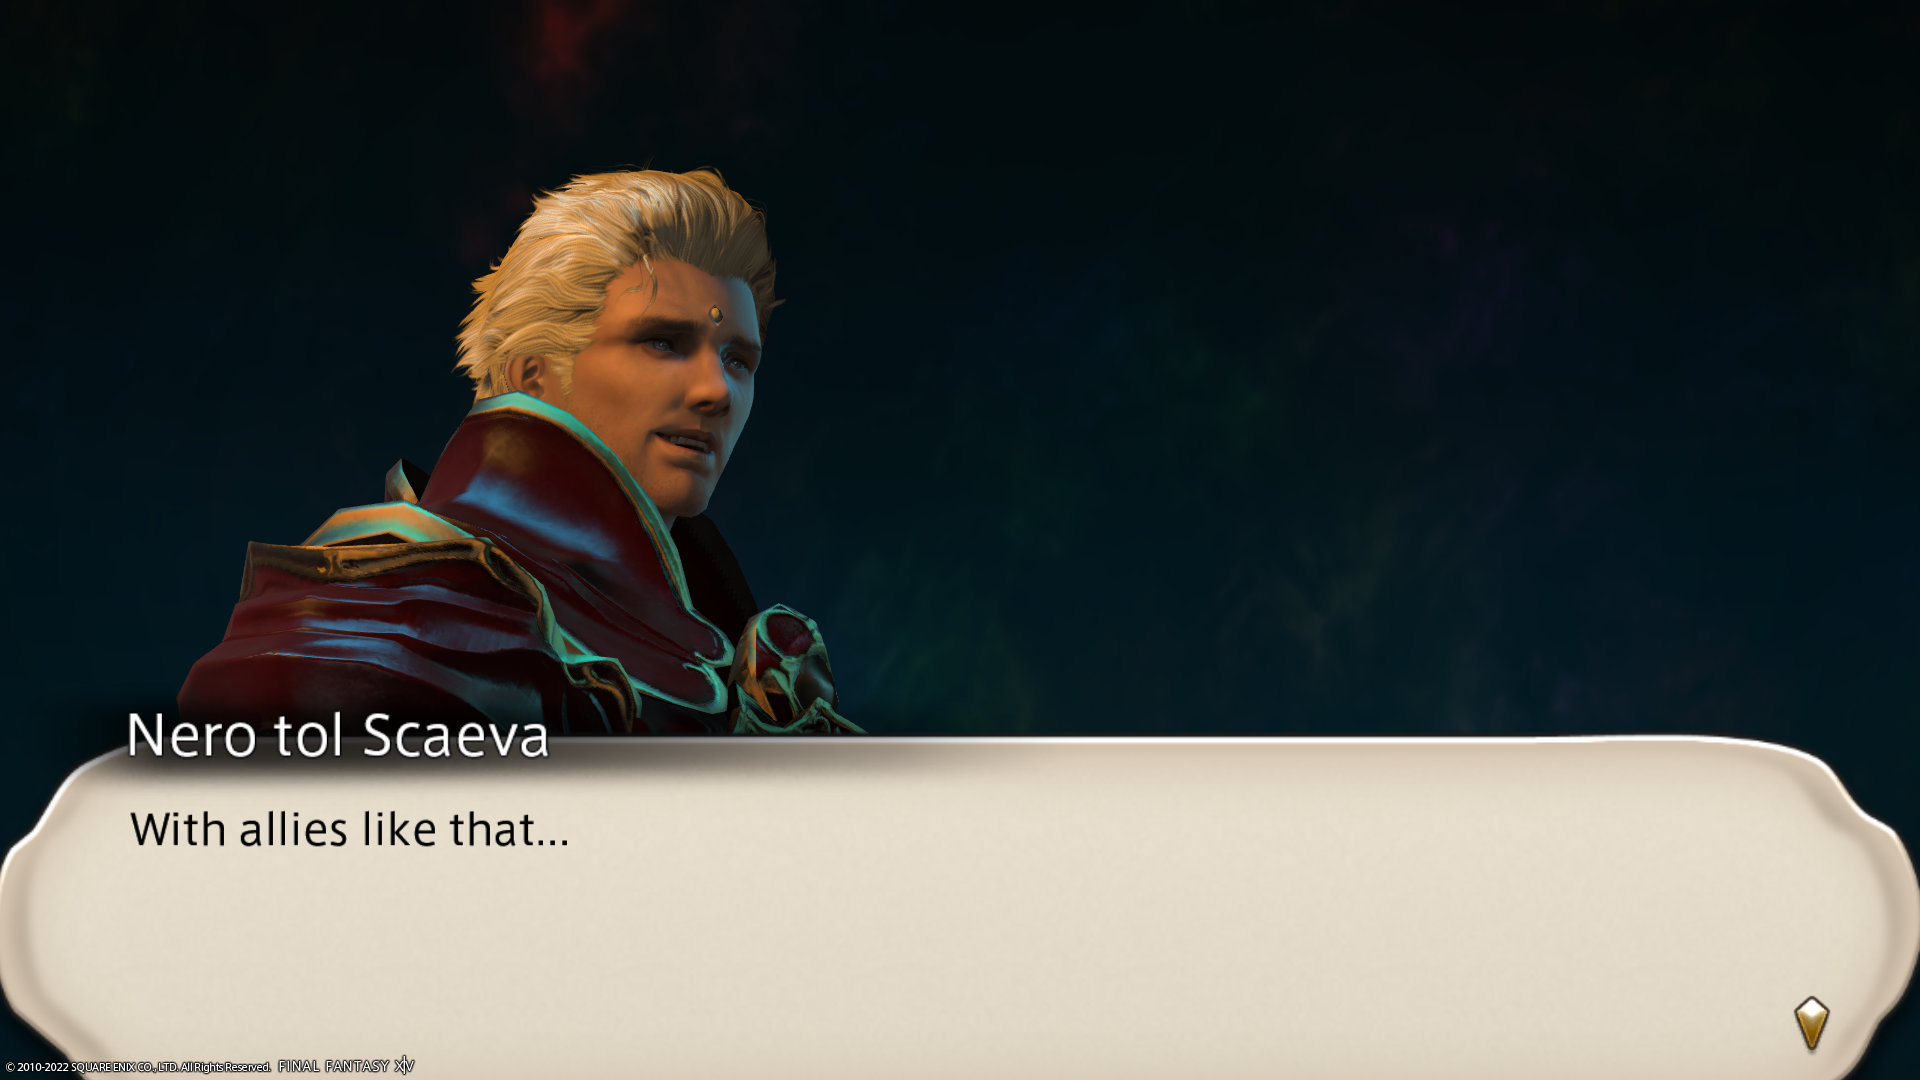 Nero tol Scaeva
With allies like that...
© 2010-2022 SQUARE ENIX CO., LTD. All Rights Reserved. FINAL FANTASY XIV